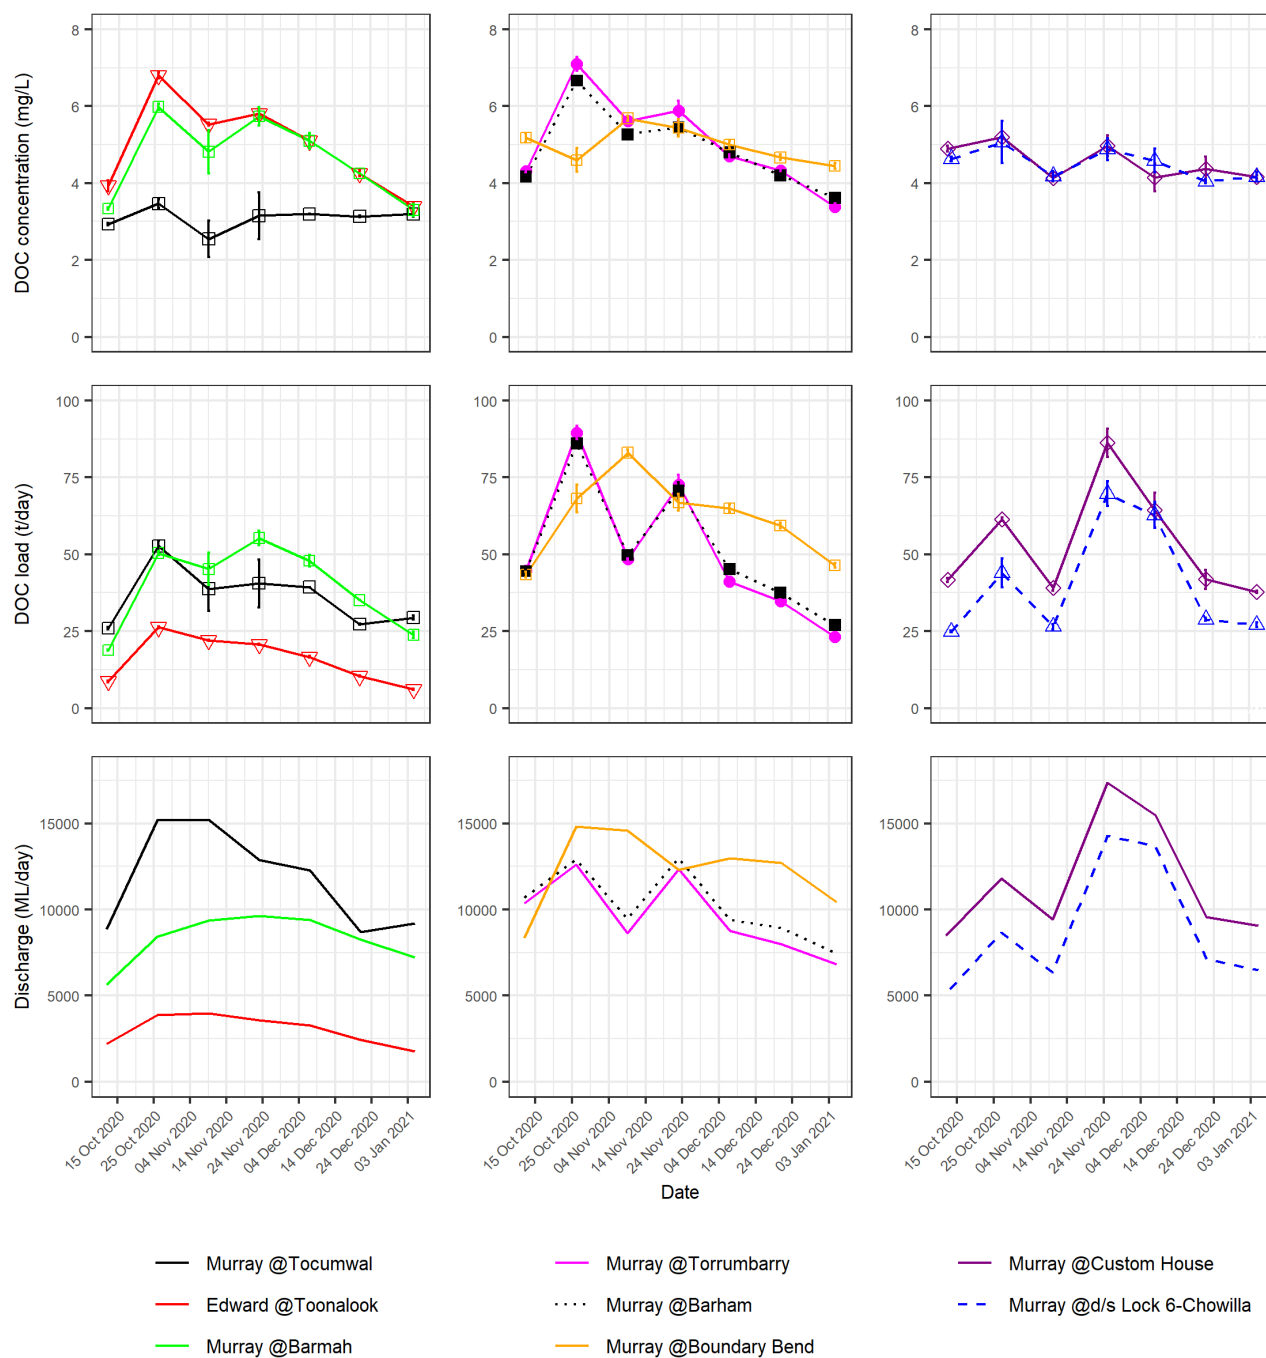 DOC concentration (mg/L)
8
6
4
2
0
8
6
4
2
0
8
6
4
2
0
DOC load (t/day)
100
75
50
25
0
100
75
50
25
0
100
75
50
25
0
Discharge (ML/day)
15000
10000
5000
0
15000
10000
5000
0
15000
10000
5000
0
15 Oct 2020
25 Oct 2020
04 Nov 2020
14 Nov 2020
24 Nov 2020
04 Dec 2020
14 Dec 2020
24 Dec 2020
03 Jan 2021
15 Oct 2020
25 Oct 2020
04 Nov 2020
14 Nov 2020
24 Nov 2020
04 Dec 2020
14 Dec 2020
24 Dec 2020
03 Jan 2021
15 Oct 2020
25 Oct 2020
04 Nov 2020
14 Nov 2020
24 Nov 2020
04 Dec 2020
14 Dec 2020
24 Dec 2020
03 Jan 2021
Date
Murray @Tocumwal
Edward @Toonalook
Murray @Barmah
Murray @Torrumbarry
Murray @Barham
Murray @Boundary Bend
Murray @Custom House
Murray @d/s Lock 6-Chowilla